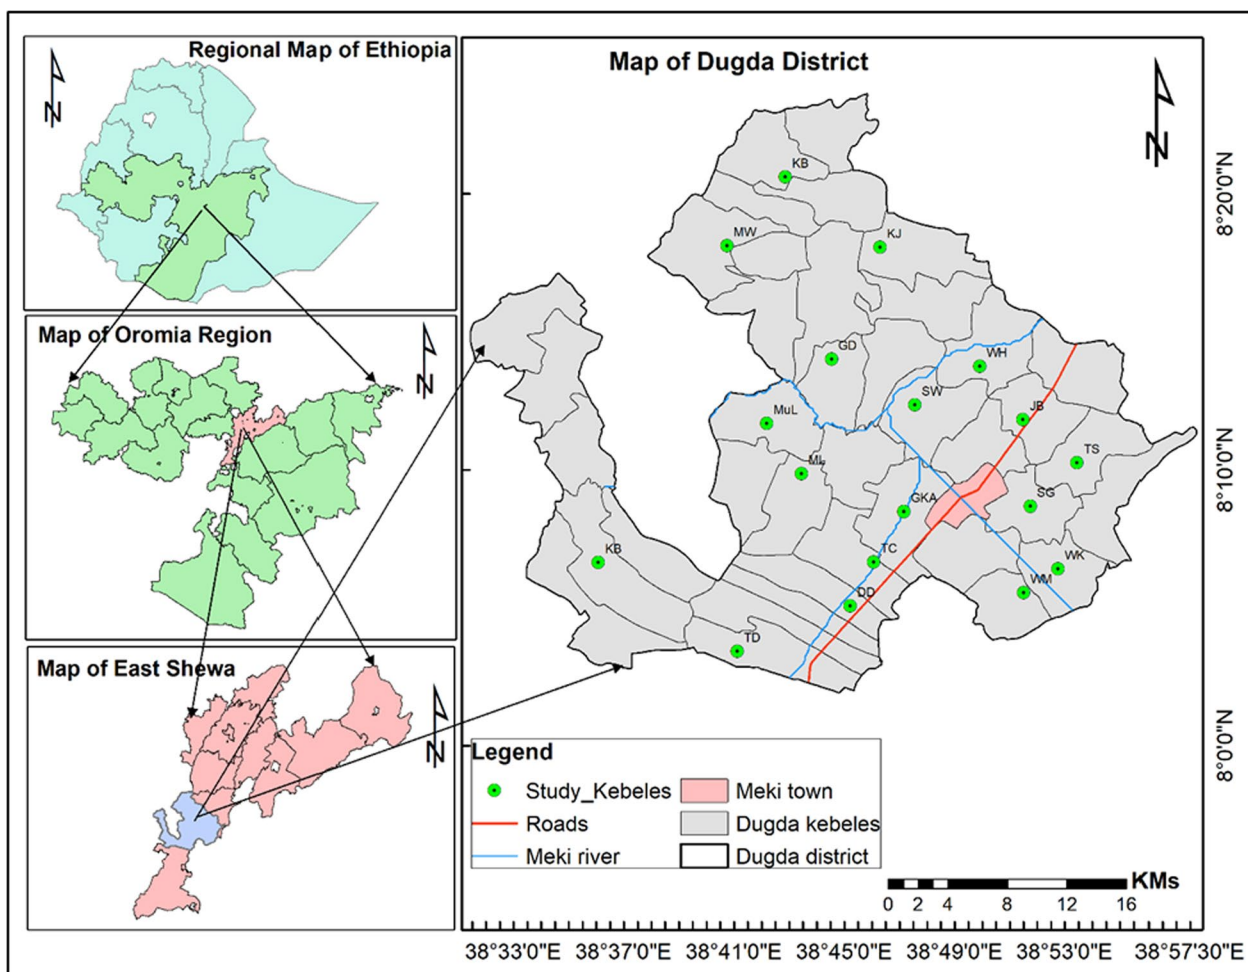 Regional Map of Ethiopia
N
Map of Oromia Region
N
Map of East Shewa
N
Map of Dugda District
N
KB
MW
KJ
GD
WH
SW
MuL
JB
ML
TS
GKA
SG
KB
TC
WK
WM
DD
TD
8°20'0"N
8°10'0"N
8°0'0"N
Legend
Study_Kebeles
Meki town
Roads
Dugda kebeles
Meki river
Dugda district
KMs
0 2 4 8 12 16
38°33'0"E 38°37'0"E 38°41'0"E 38°45'0"E 38°49'0"E 38°53'0"E 38°57'30"E